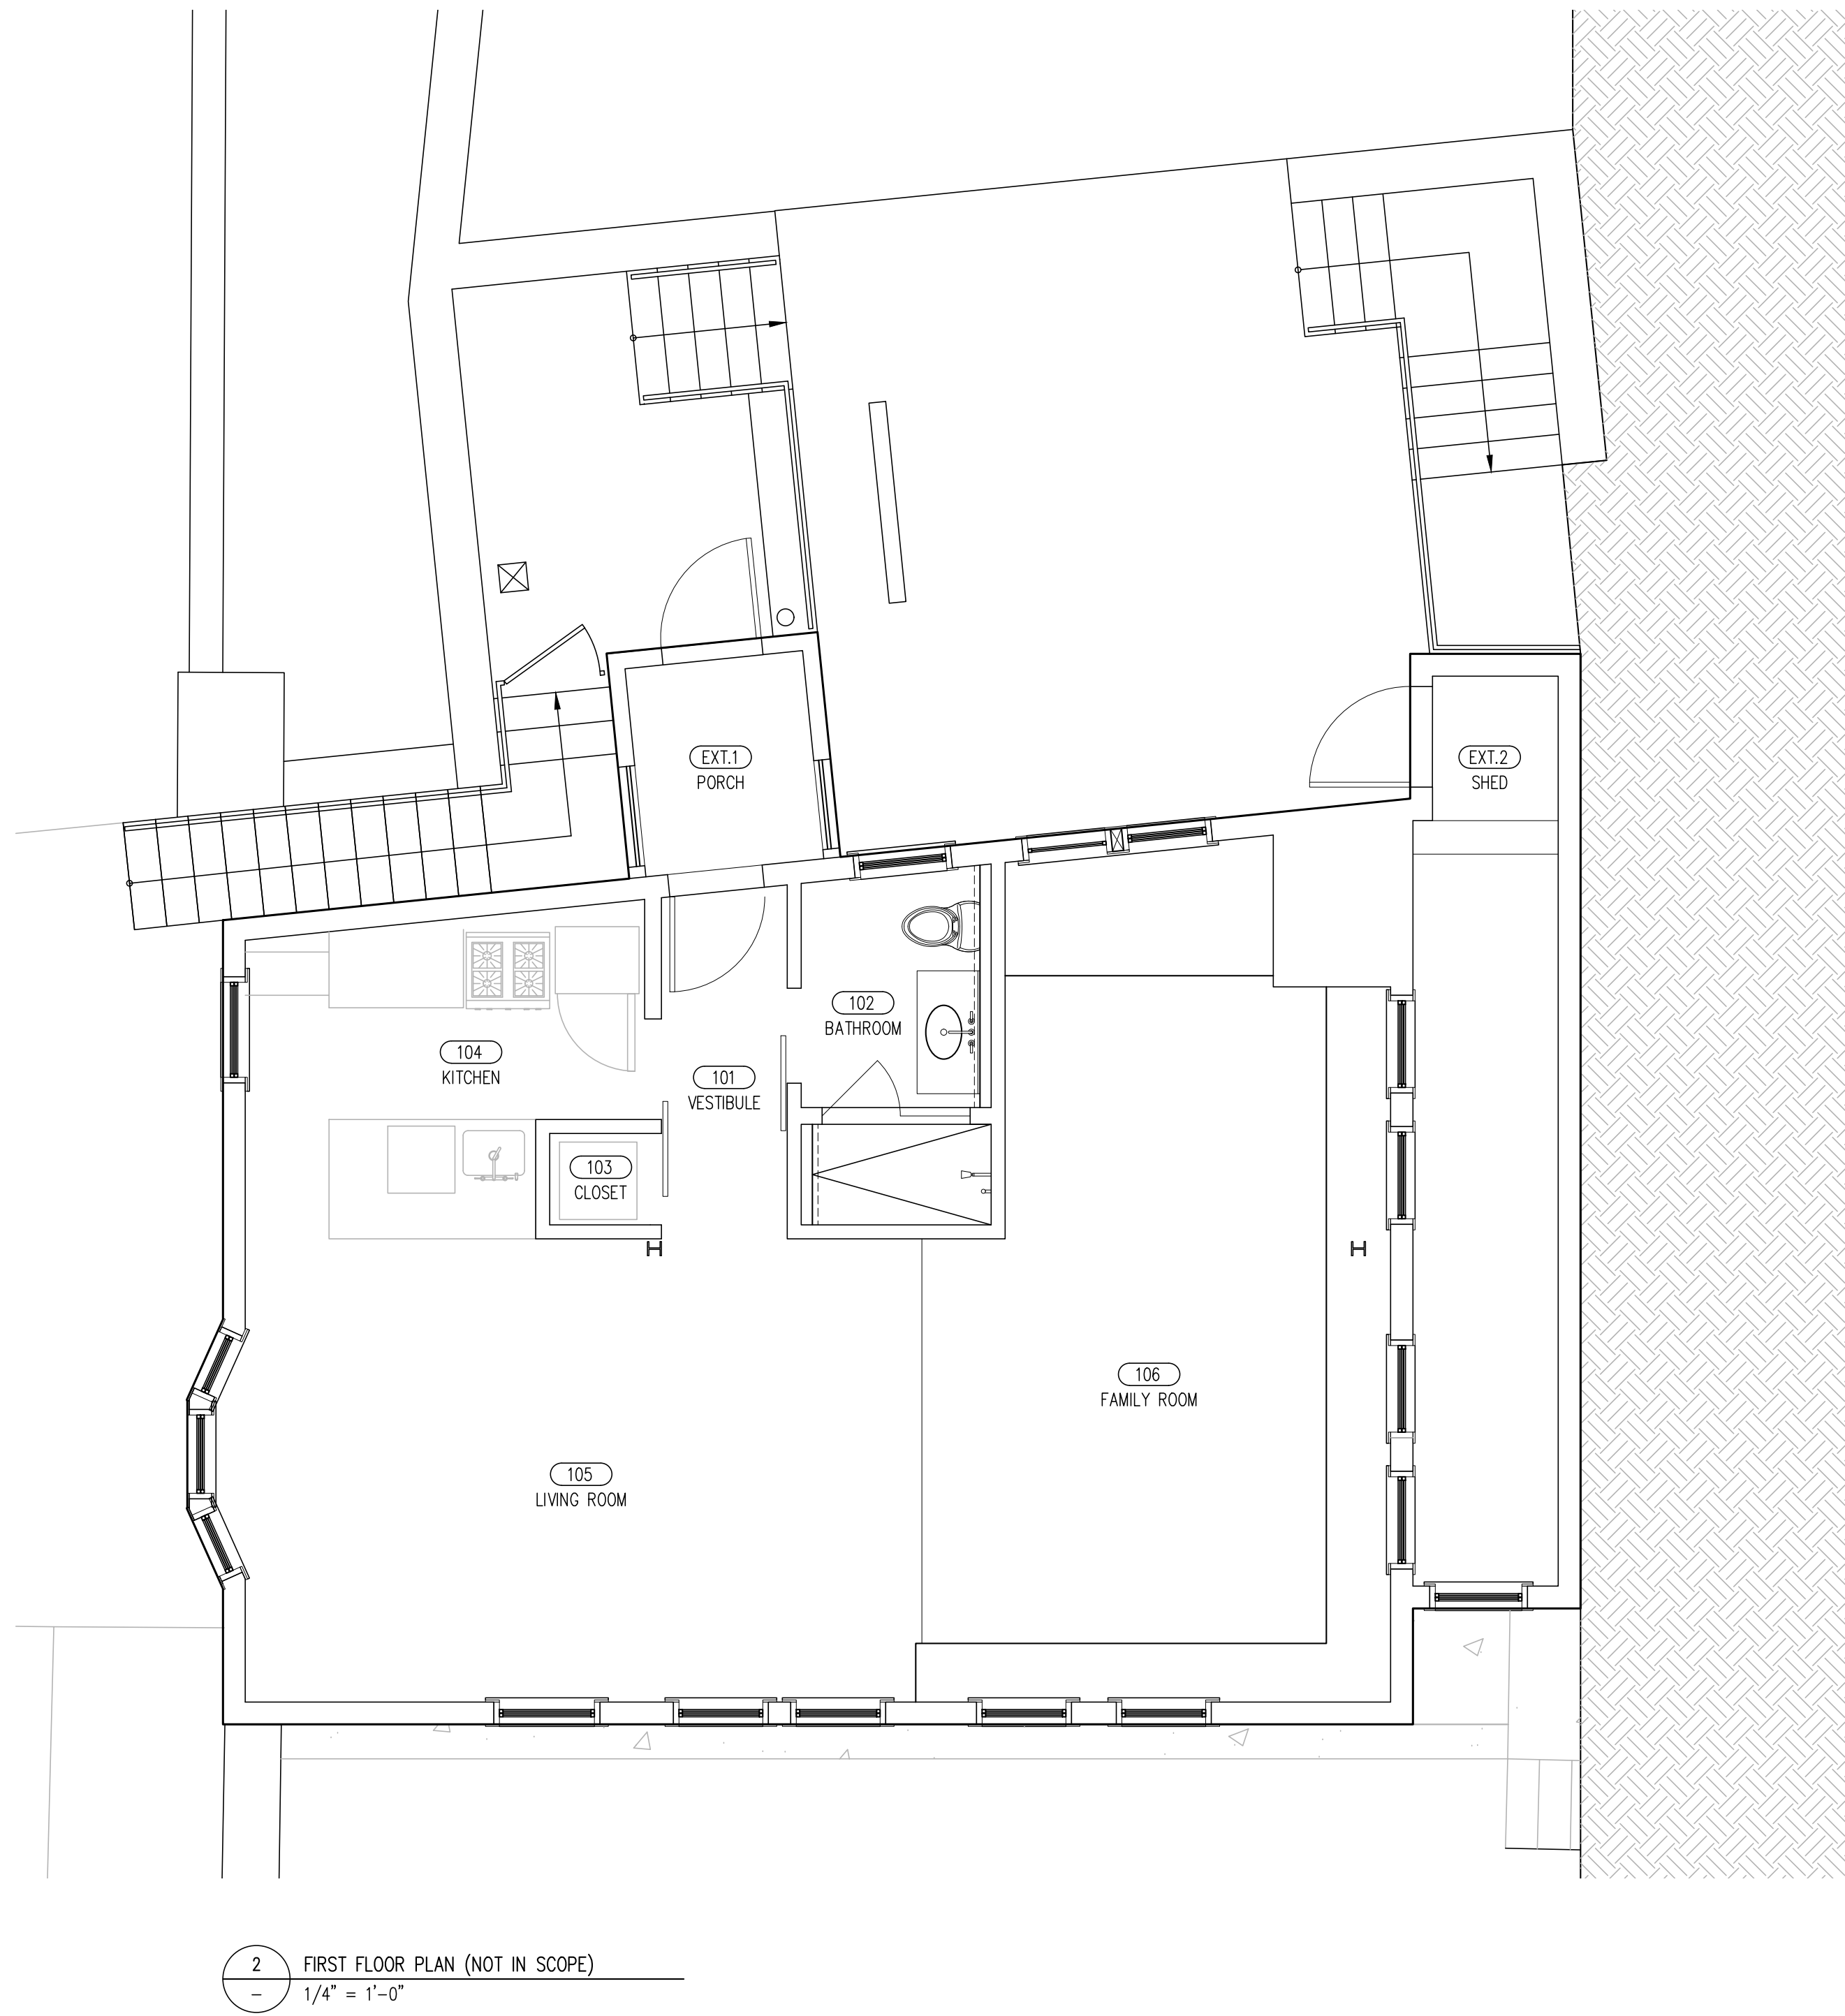 EXT.1
PORCH
EXT.2
SHED
102
BATHROOM
104
KITCHEN
101
VESTIBULE
103
CLOSET
106
FAMILY ROOM
105
LIVING ROOM
2
FIRST FLOOR PLAN (NOT IN SCOPE)
–
1/4" = 1'-0"